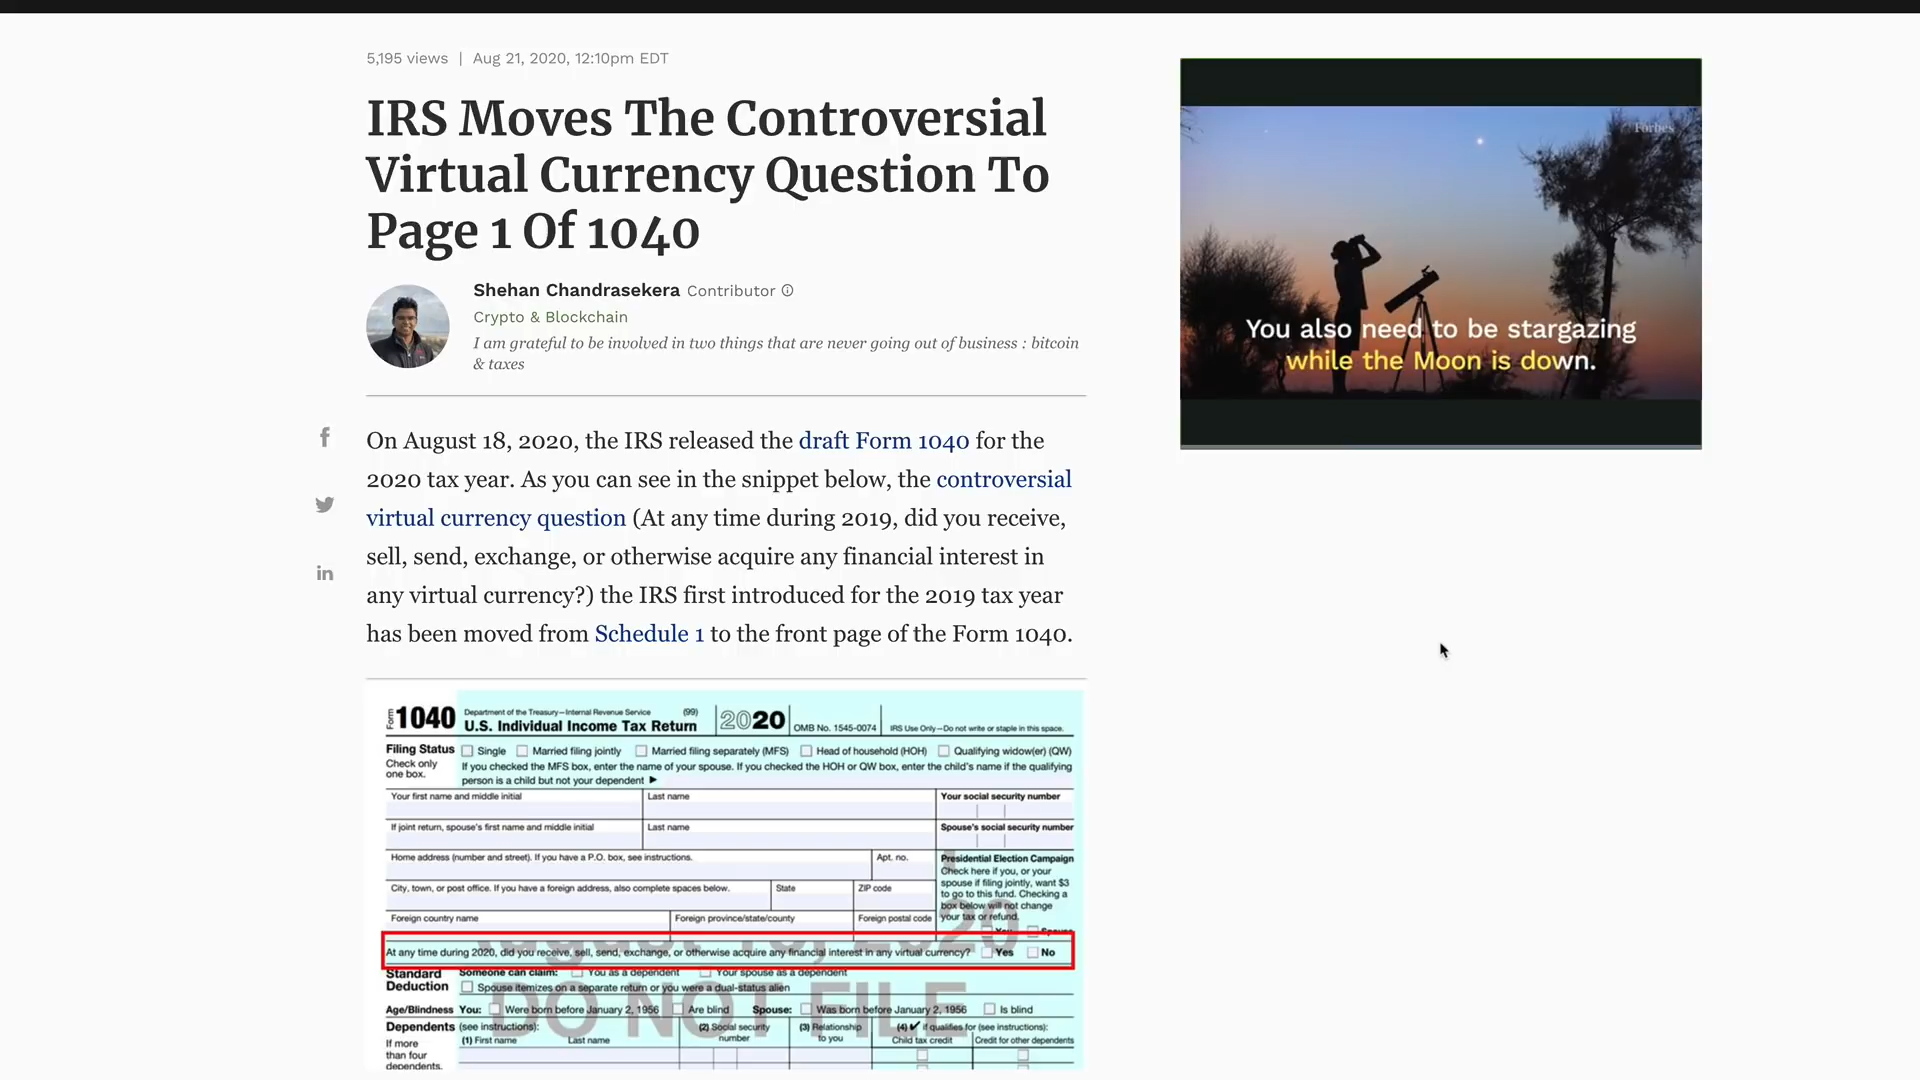 5,195 views | Aug 21, 2020, 12:10pm EDT
IRS Moves The Controversial
Virtual Currency Question To
Page 1 Of 1040
Shehan Chandrasekera Contributor
Crypto & Blockchain
I am grateful to be involved in two things that are never going out of business : bitcoin
& taxes
Forbes
You also need to be stargazing
while the Moon is down.
On August 18, 2020, the IRS released the draft Form 1040 for the
2020 tax year. As you can see in the snippet below, the controversial
virtual currency question (At any time during 2019, did you receive,
sell, send, exchange, or otherwise acquire any financial interest in
any virtual currency?) the IRS first introduced for the 2019 tax year
has been moved from Schedule 1 to the front page of the Form 1040.
Form 1040 Department of the Treasury—Internal Revenue Service (99)
U.S. Individual Income Tax Return 2020 OMB No. 1545-0074 IRS Use Only—Do not write or staple in this space.
Filing Status Single Married filing jointly Married filing separately (MFS) Head of household (HOH) Qualifying widow(er) (QW)
Check only
one box.
If you checked the MFS box, enter the name of your spouse. If you checked the HOH or QW box, enter the child's name if the qualifying
person is a child but not your dependent ▶
Your first name and middle initial Last name Your social security number
If joint return, spouse's first name and middle initial Last name Spouse's social security number
Home address (number and street). If you have a P.O. box, see instructions. Apt. no.
Presidential Election Campaign
Check here if you, or your
spouse if filing jointly, want $3
to go to this fund. Checking a
box below will not change
your tax or refund.
You Spouse
City, town, or post office. If you have a foreign address, also complete spaces below. State ZIP code
Foreign country name Foreign province/state/county Foreign postal code
At any time during 2020, did you receive, sell, send, exchange, or otherwise acquire any financial interest in any virtual currency? Yes No
Standard
Deduction
Someone can claim: You as a dependent Your spouse as a dependent
Spouse itemizes on a separate return or you were a dual-status alien
Age/Blindness You: Were born before January 2, 1956 Are blind Spouse: Was born before January 2, 1956 Is blind
DO NOT FILE
Dependents (see instructions): (2) Social security number (3) Relationship to you (4) ✔ if qualifies for (see instructions):
(1) First name Last name Child tax credit Credit for other dependents
If more
than four
dependents,